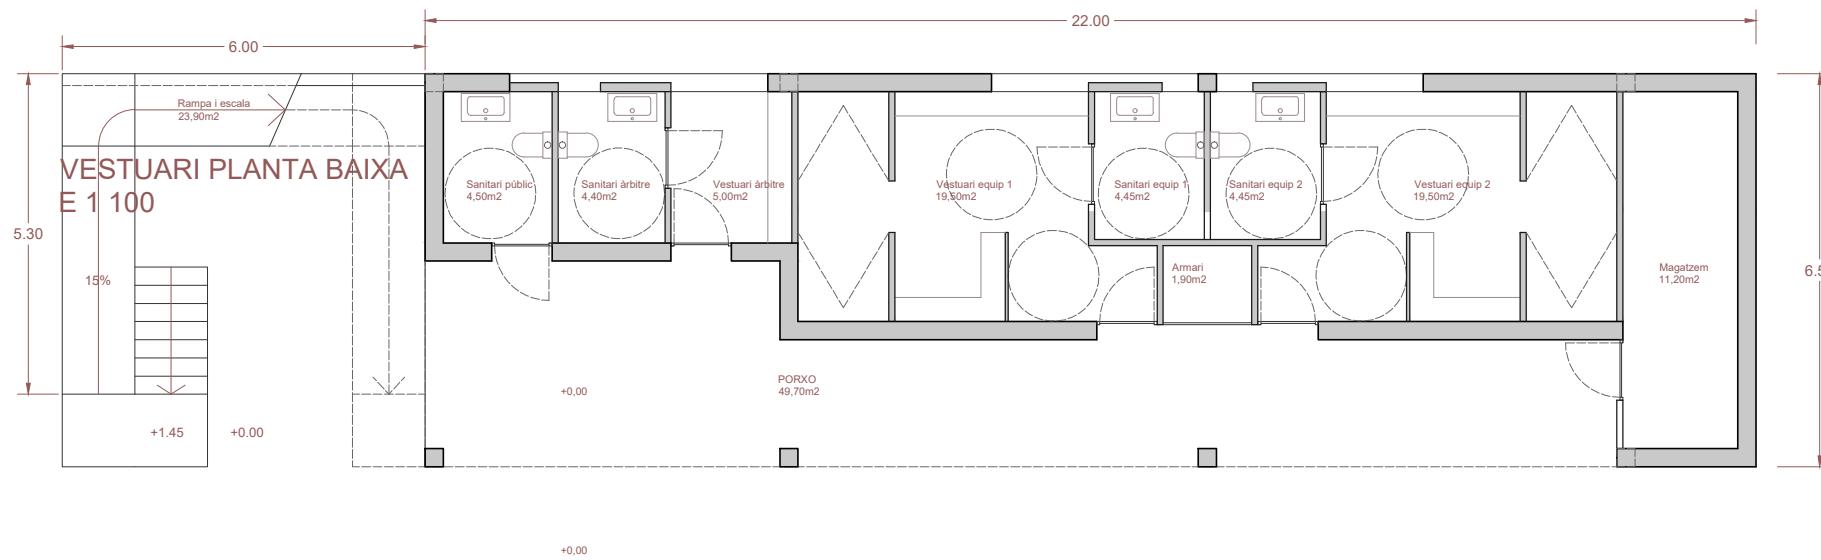 22.00
6.00
Rampa i escala
23,90m2
VESTUARI PLANTA BAIXA
E 1 100
Sanitari públic
4,50m2
Sanitari àrbitre
4,40m2
Vestuari àrbitre
5,00m2
Vestuari equip 1
19,50m2
Sanitari equip 1
4,45m2
Sanitari equip 2
4,45m2
Vestuari equip 2
19,50m2
5.30
15%
Armari
1,90m2
Magatzem
11,20m2
6.5
PORXO
49,70m2
+0,00
+1.45
+0.00
+0,00